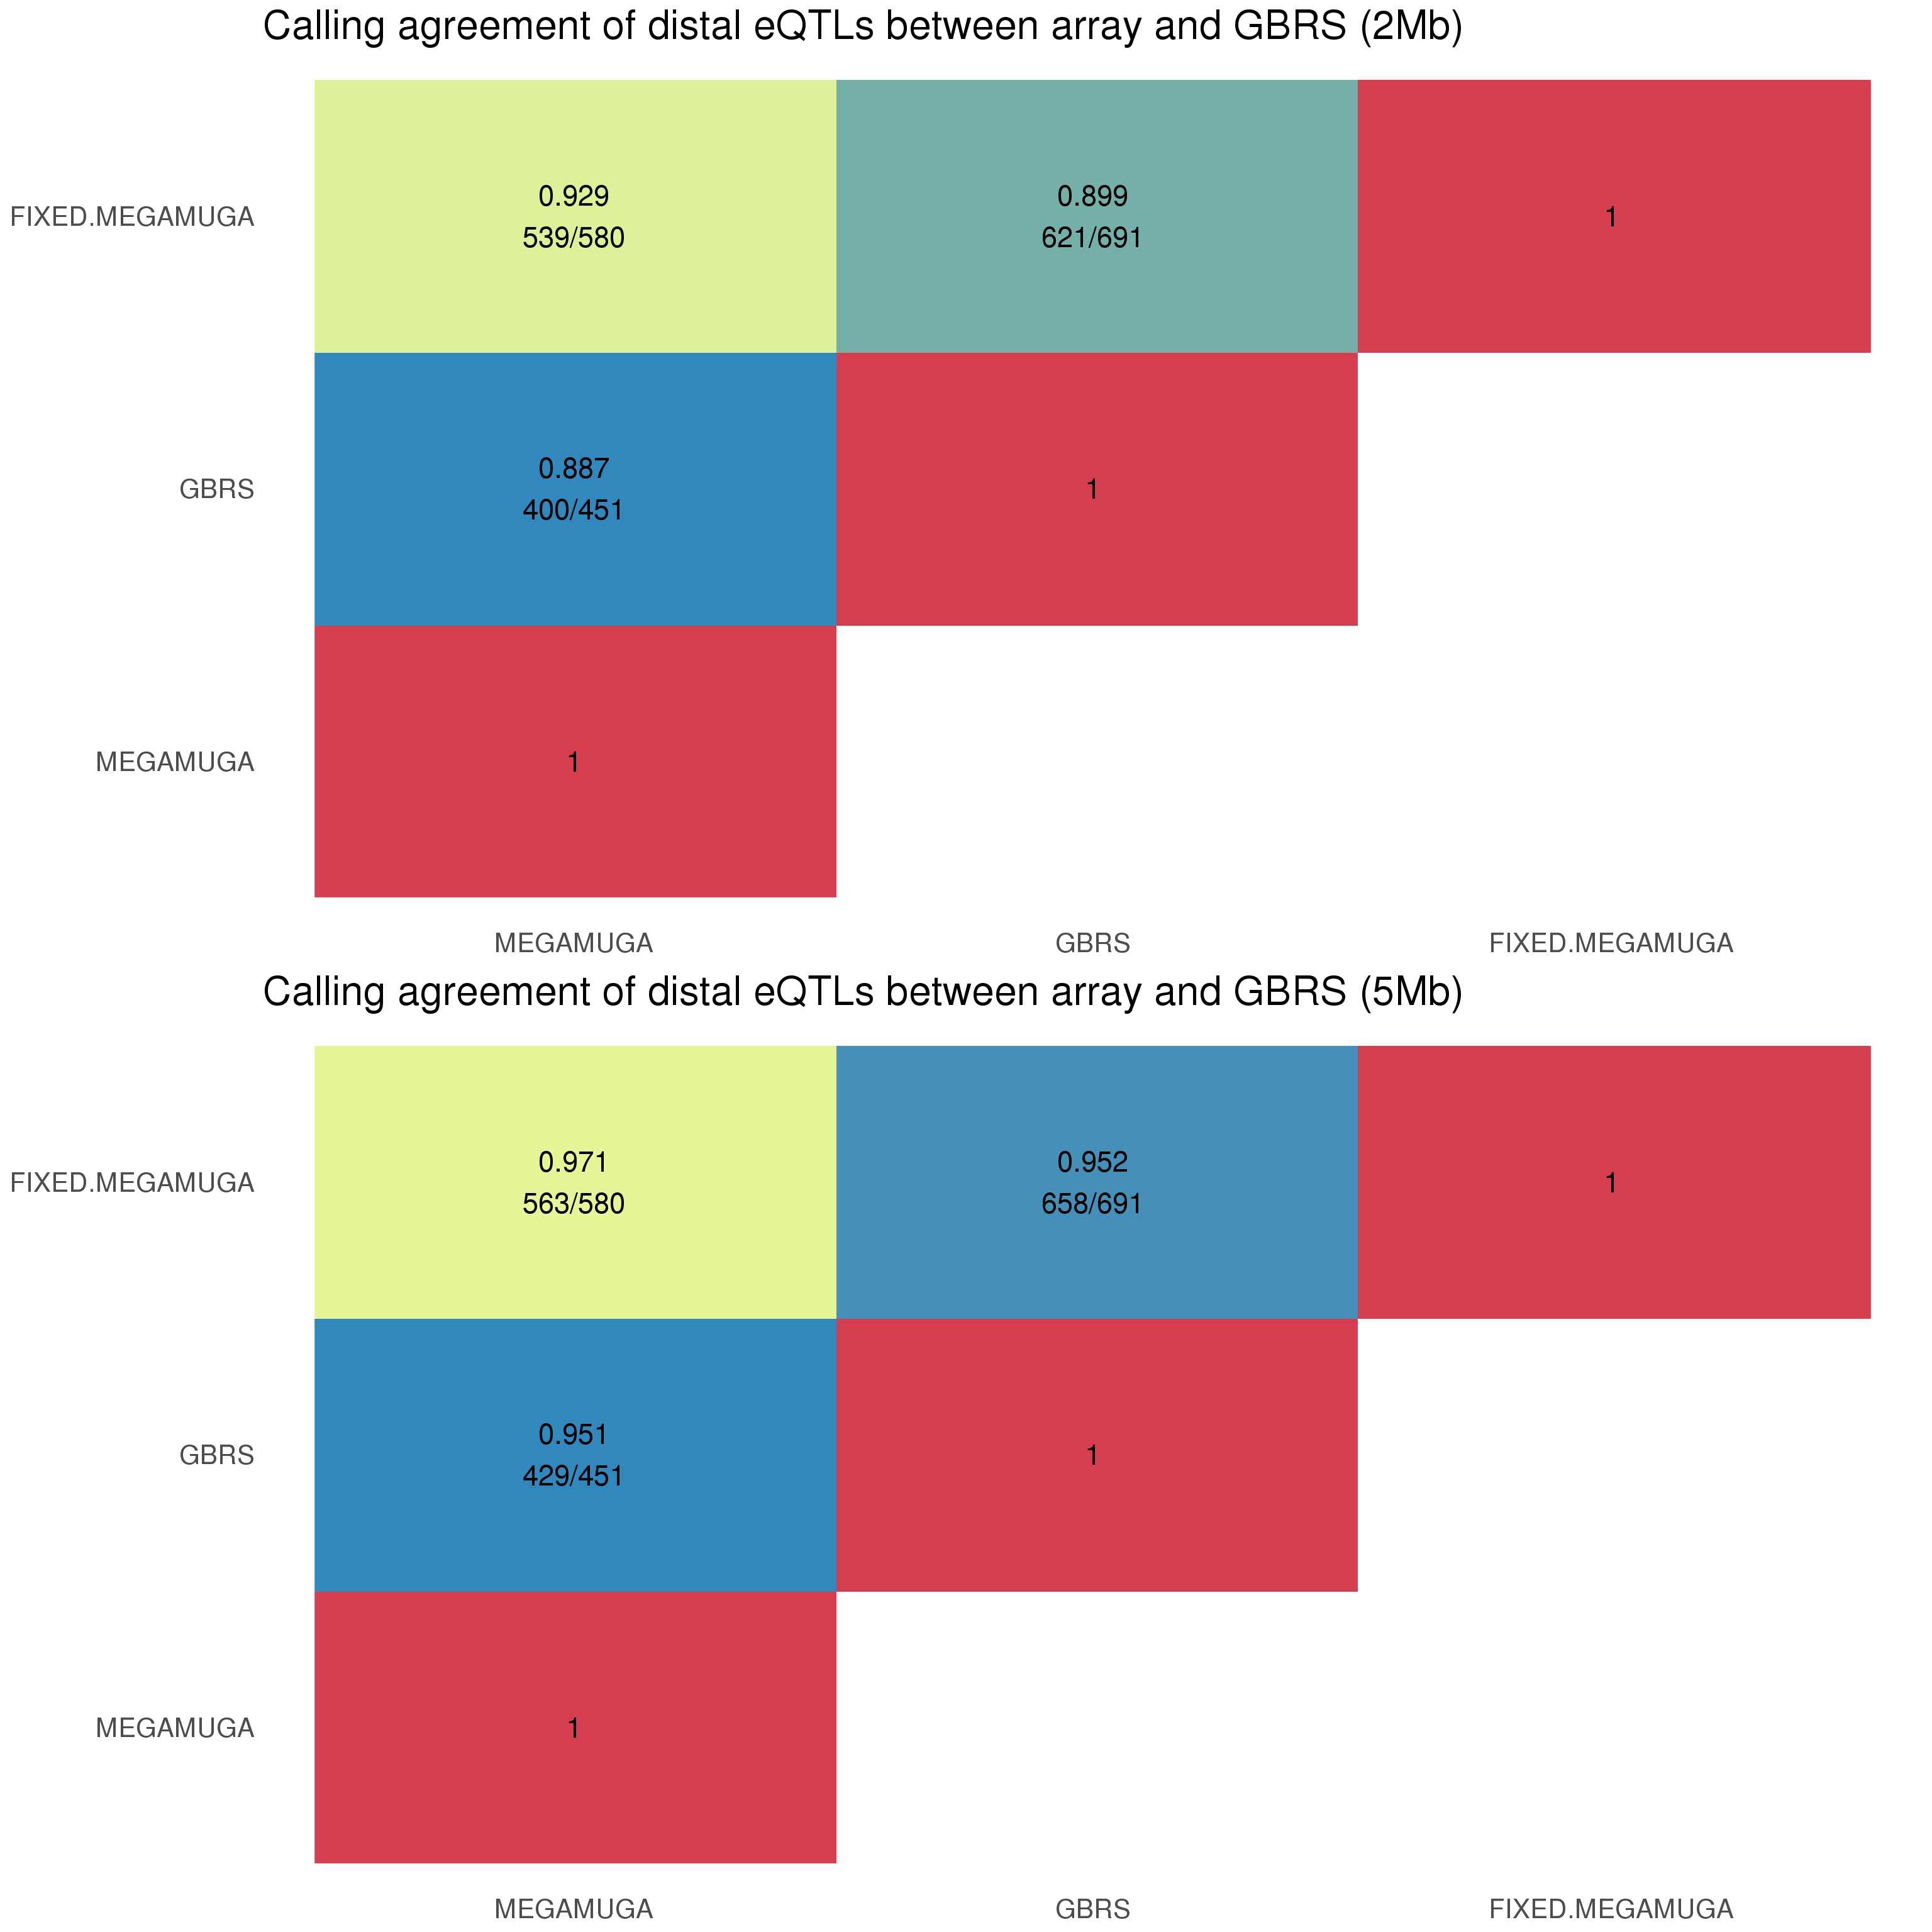 Calling agreement of distal eQTLs between array and GBRS (2Mb)
FIXED.MEGAMUGA
0.929
539/580
0.899
621/691
1
GBRS
0.887
400/451
1
MEGAMUGA
1
MEGAMUGA
GBRS
FIXED.MEGAMUGA
Calling agreement of distal eQTLs between array and GBRS (5Mb)
FIXED.MEGAMUGA
0.971
563/580
0.952
658/691
1
GBRS
0.951
429/451
1
MEGAMUGA
1
MEGAMUGA
GBRS
FIXED.MEGAMUGA